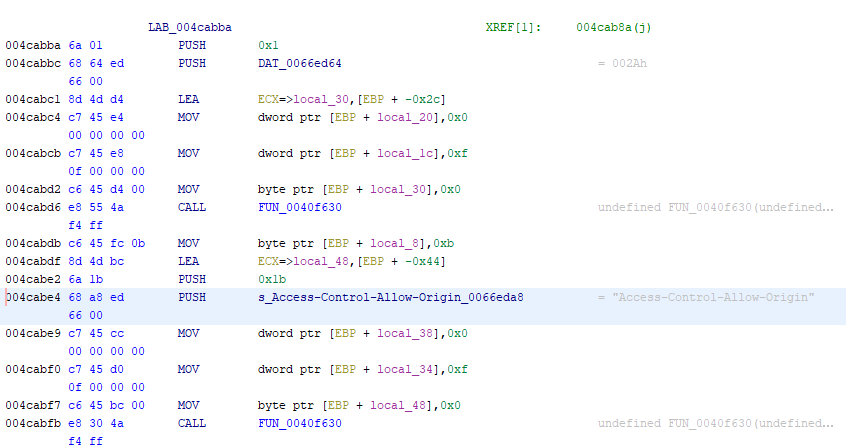 LAB_004cabba XREF[1]: 004cab8a(j)
004cabba 6a 01 PUSH 0x1
004cabbc 68 64 ed PUSH DAT_0066ed64 = 002Ah
66 00
004cabc1 8d 4d d4 LEA ECX=>local_30,[EBP + -0x2c]
004cabc4 c7 45 e4 MOV dword ptr [EBP + local_20],0x0
00 00 00 00
004cabcb c7 45 e8 MOV dword ptr [EBP + local_1c],0xf
0f 00 00 00
004cabd2 c6 45 d4 00 MOV byte ptr [EBP + local_30],0x0
004cabd6 e8 55 4a CALL FUN_0040f630 undefined FUN_0040f630(undefined...
f4 ff
004cabdb c6 45 fc 0b MOV byte ptr [EBP + local_8],0xb
004cabdf 8d 4d bc LEA ECX=>local_48,[EBP + -0x44]
004cabe2 6a 1b PUSH 0x1b
004cabe4 68 a8 ed PUSH s_Access-Control-Allow-Origin_0066eda8 = "Access-Control-Allow-Origin"
66 00
004cabe9 c7 45 cc MOV dword ptr [EBP + local_38],0x0
00 00 00 00
004cabf0 c7 45 d0 MOV dword ptr [EBP + local_34],0xf
0f 00 00 00
004cabf7 c6 45 bc 00 MOV byte ptr [EBP + local_48],0x0
004cabfb e8 30 4a CALL FUN_0040f630 undefined FUN_0040f630(undefined...
f4 ff